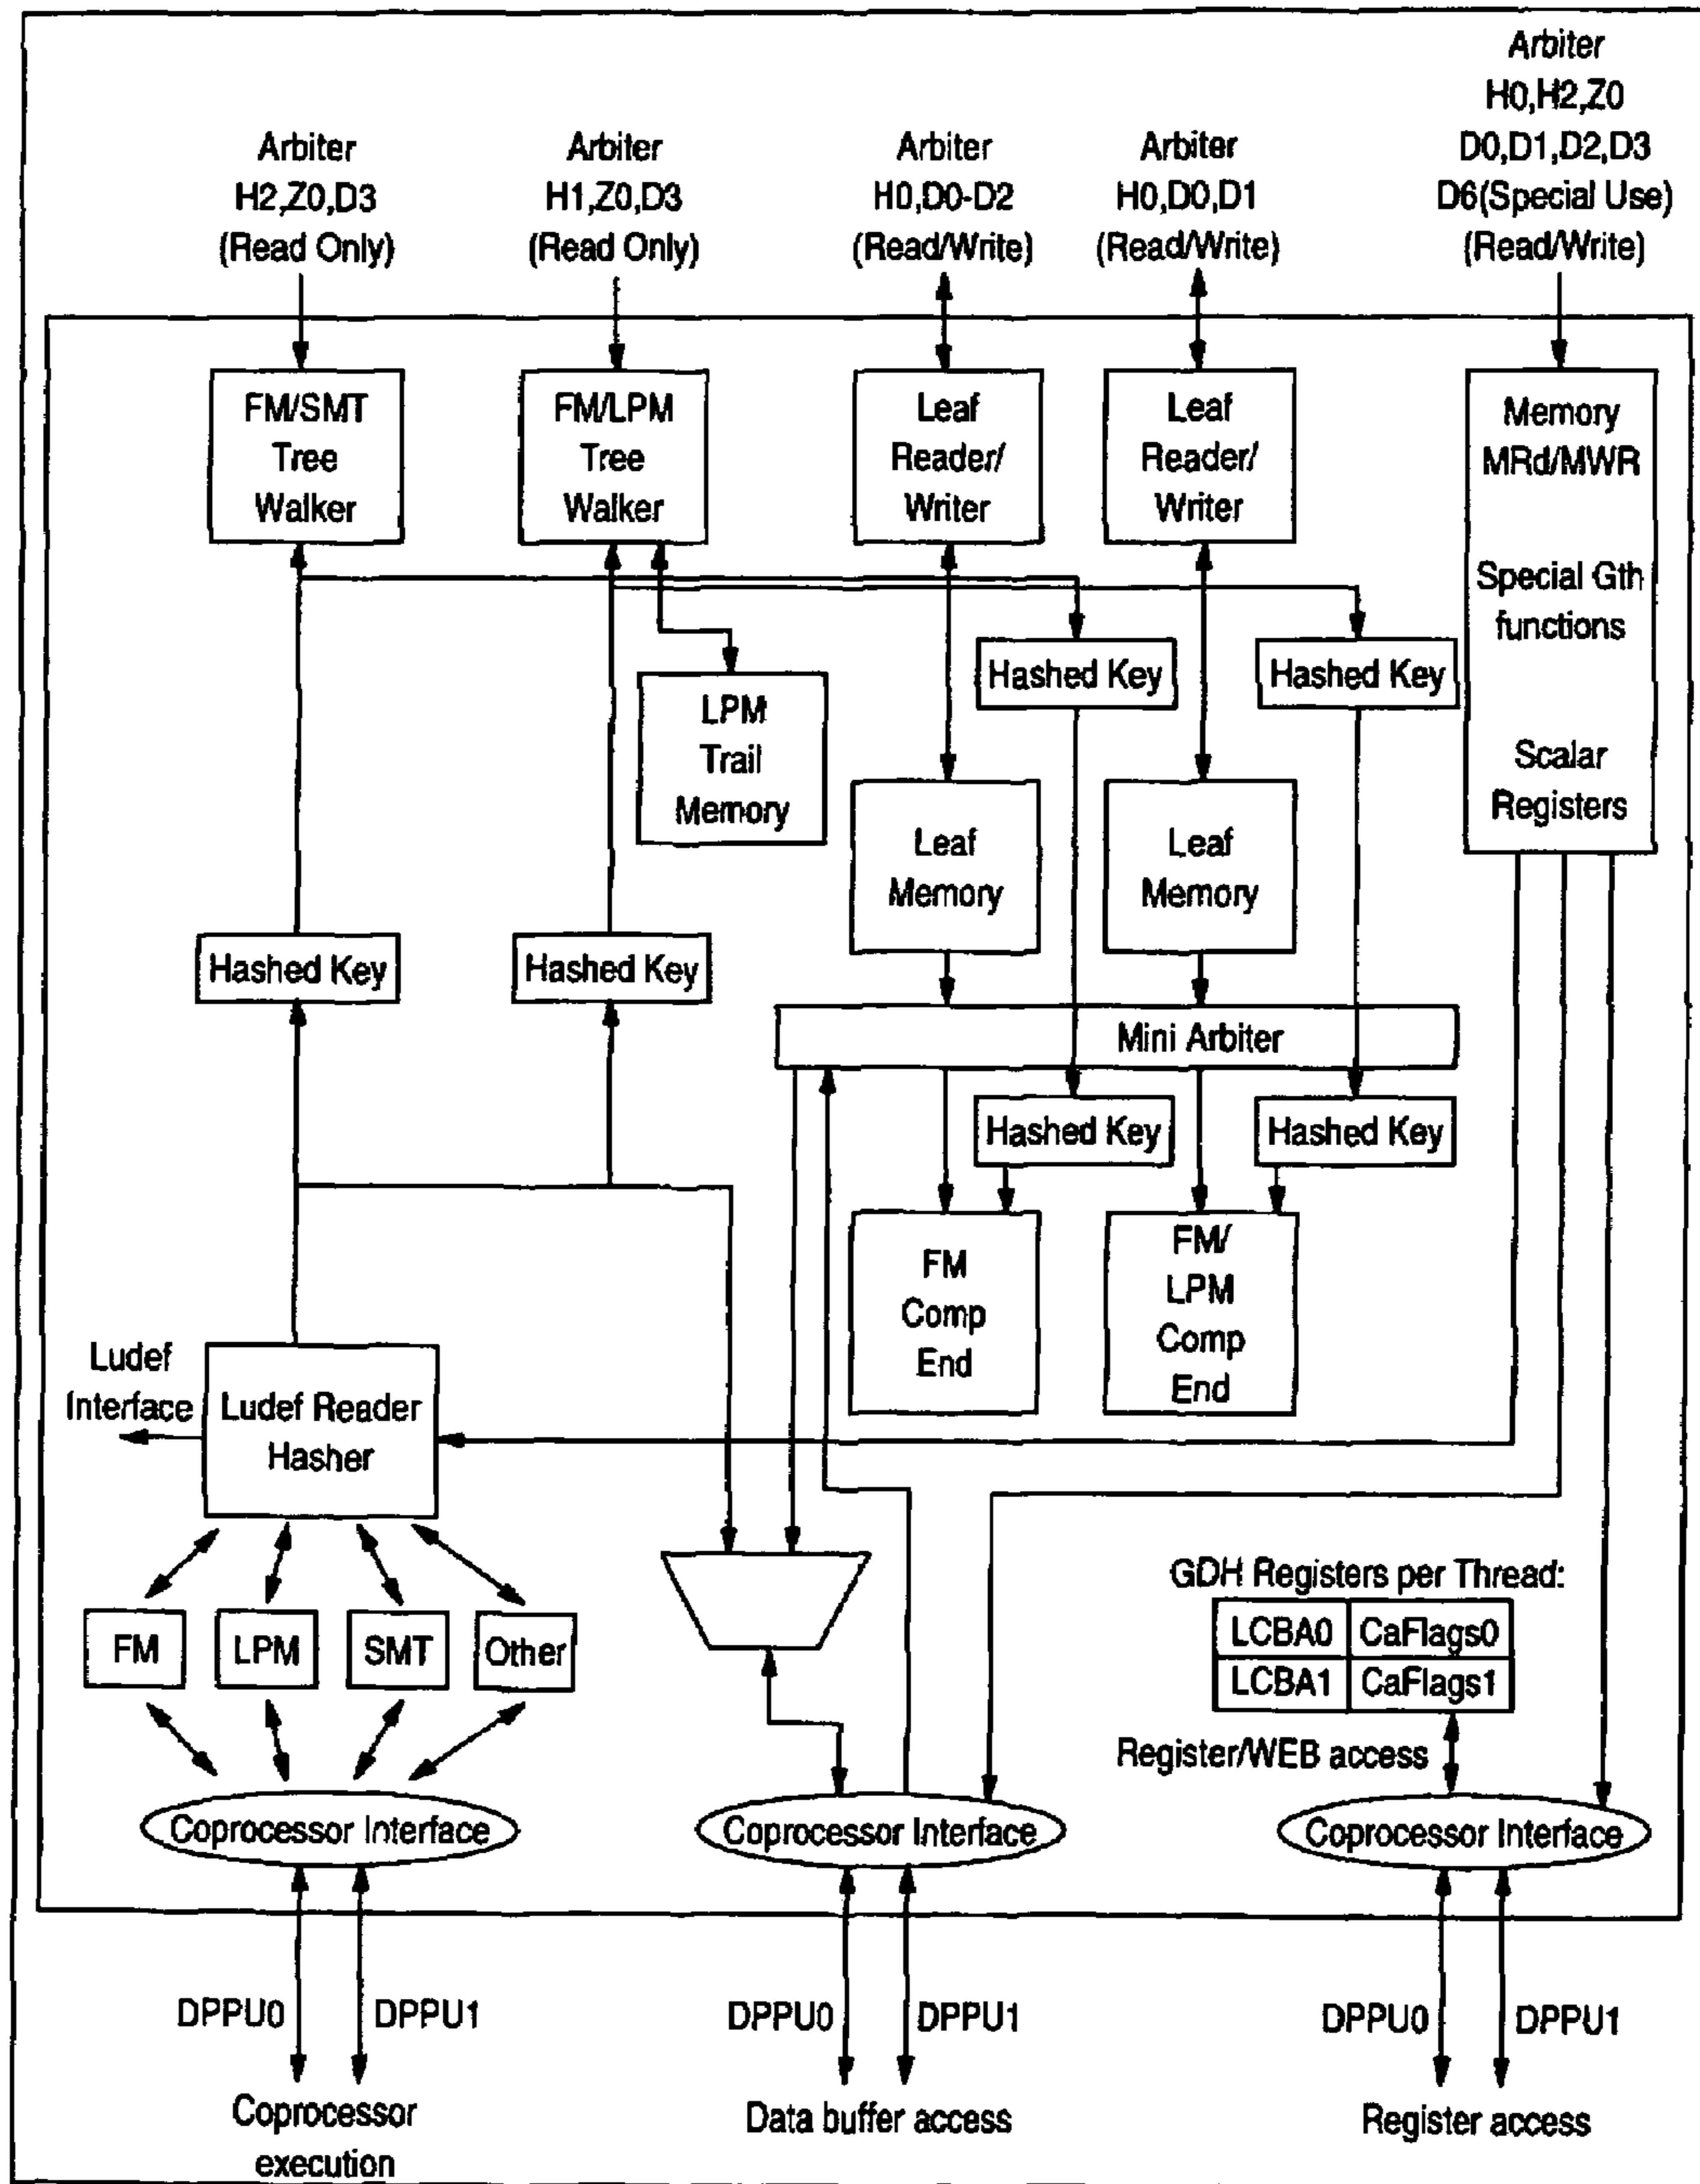 Arbiter
H0,H2,Z0
D0,D1,D2,D3
D6(Special Use)
(Read/Write)
Arbiter
H2,Z0,D3
(Read Only)
Arbiter
H1,Z0,D3
(Read Only)
Arbiter
H0,D0-D2
(Read/Write)
Arbiter
H0,D0,D1
(Read/Write)
FM/SMT
Tree
Walker
FM/LPM
Tree
Walker
Leaf
Reader/
Writer
Leaf
Reader/
Writer
Memory
MRd/MWR
Special Gth
functions
Scalar
Registers
Hashed Key
Hashed Key
LPM
Trail
Memory
Leaf
Memory
Leaf
Memory
Hashed Key
Hashed Key
Mini Arbiter
Hashed Key
Hashed Key
FM
Comp
End
FM/
LPM
Comp
End
Ludef
Interface
Ludef Reader
Hasher
FM
LPM
SMT
Other
GDH Registers per Thread:
LCBA0
CaFlags0
LCBA1
CaFlags1
Register/WEB access
Coprocessor Interface
Coprocessor Interface
Coprocessor Interface
DPPU0
DPPU1
DPPU0
DPPU1
DPPU0
DPPU1
Coprocessor
execution
Data buffer access
Register access